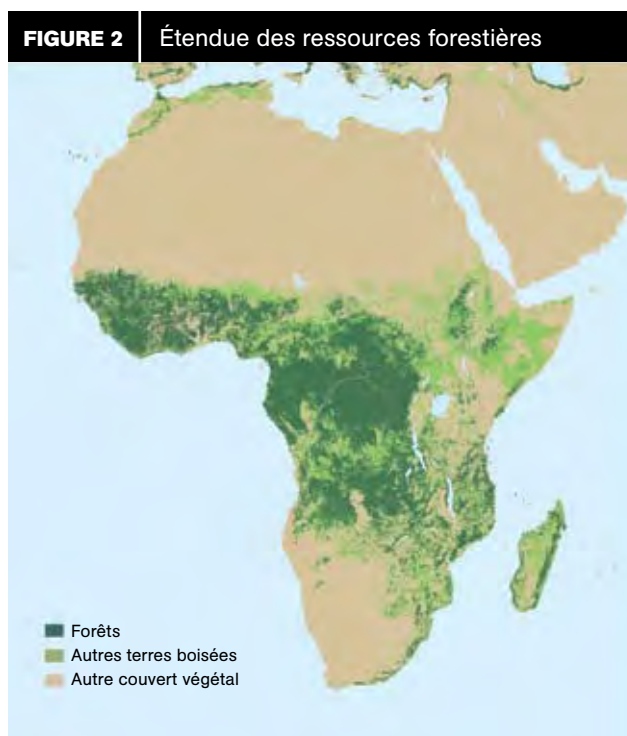 FIGURE 2 Étendue des ressources forestières
Forêts
Autres terres boisées
Autre couvert végétal